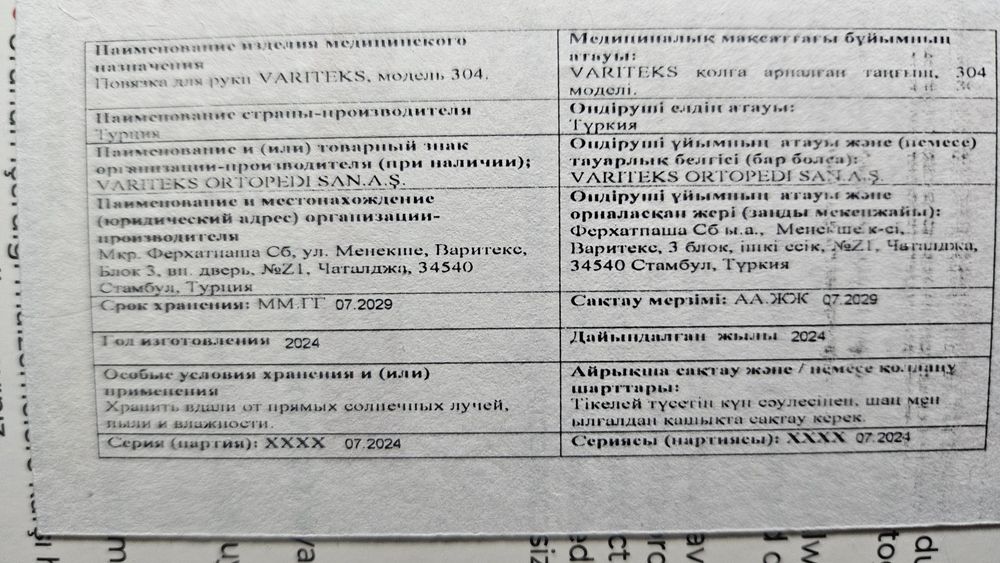 Наименование изделия медицинского
назначения
Повязка для руки VARITEKS, модель 304.
Наименование страны-производителя
Турция
Наименование и (или) товарный знак
организации-производителя (при наличии);
VARITEKS ORTOPEDI SAN.A.Ş.
Наименование и местонахождение
(юридический адрес) организации-
производителя
Мкр. Ферхатпаша Сб, ул. Менекше, Варитекс,
Блок 3, вн. дверь, №Z1, Чаталджа, 34540
Стамбул, Турция
Срок хранения: ММ.ГГ 07.2029
Год изготовления 2024
Особые условия хранения и (или)
применения
Хранить вдали от прямых солнечных лучей,
пыли и влажности.
Серия (партия): XXXX 07.2024
Медициналық мақсаттағы бұйымның
атауы:
VARITEKS қолға арналған таңғыш, 304
моделі.
Өндіруші елдің атауы:
Түркия
Өндіруші ұйымның атауы және (немесе)
тауарлық белгісі (бар болса):
VARITEKS ORTOPEDI SAN.A.Ş.
Өндіруші ұйымның атауы және
орналасқан жері (заңды мекенжайы):
Ферхатпаша Сб ы.а., Менекше к-сі,
Варитекс, 3 блок, ішкі есік, №Z1, Чаталджа,
34540 Стамбул, Түркия
Сақтау мерзімі: АА.ЖЖ 07.2029
Дайындалған жылы 2024
Айрықша сақтау және / немесе қолдану
шарттары:
Тікелей түсетін күн сәулесінен, шаң мен
ылғалдан қашықта сақтау керек.
Сериясы (партиясы): XXXX 07.2024